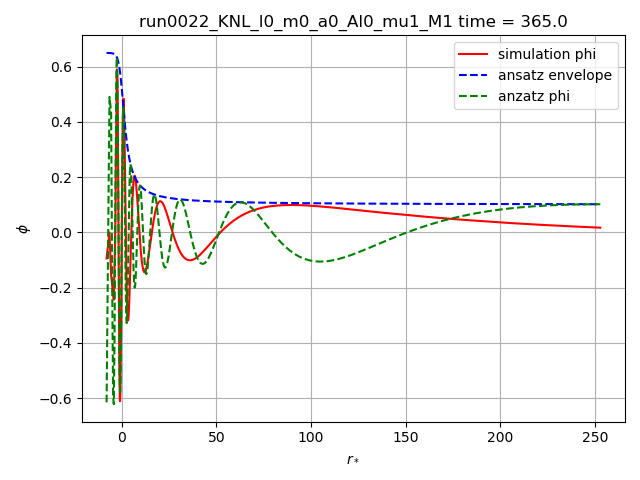 run0022_KNL_l0_m0_a0_Al0_mu1_M1 time = 365.0
simulation phi
ansatz envelope
anzatz phi
0.6
0.4
0.2
0.0
−0.2
−0.4
−0.6
ϕ
0 50 100 150 200 250
r*